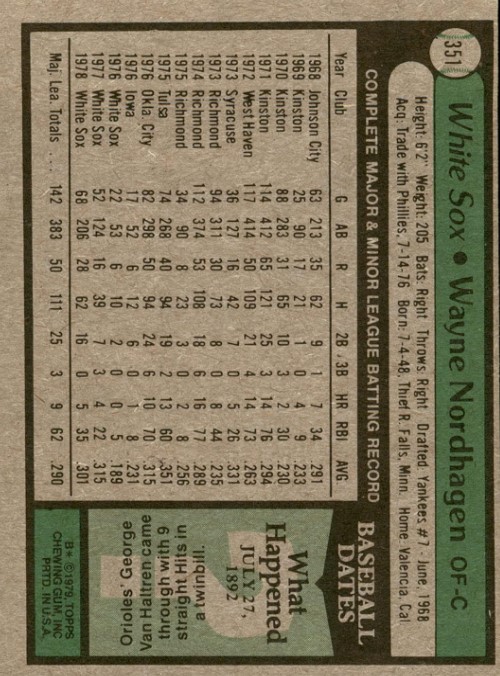 351
White Sox • Wayne Nordhagen OF-C
Height: 6'2" Weight: 205 Bats: Right Throws: Right Drafted: Yankees #7 - June, 1968
Acq: Trade with Phillies, 7-14-76 Born: 7-4-48, Thief R. Falls, Minn. Home: Valencia, Cal.
COMPLETE MAJOR & MINOR LEAGUE BATTING RECORD
Year Club G AB R H 2B 3B HR RBI AVG
1968 Johnson City 63 213 35 62 9 1 7 34 .291
1969 Kinston 25 90 17 21 1 0 4 9 .233
1970 Kinston 88 283 31 65 10 3 2 30 .230
1971 Kinston 114 412 65 121 25 3 14 76 .294
1972 West Haven 117 414 50 109 21 4 14 73 .263
1973 Syracuse 36 127 16 42 7 0 5 26 .331
1973 Richmond 94 311 30 73 8 0 8 44 .235
1974 Richmond 112 374 53 108 18 6 16 77 .289
1975 Richmond 34 90 8 23 3 0 2 8 .256
1975 Tulsa 74 268 40 94 19 2 13 60 .351
1976 Okla. City 82 298 50 94 24 6 10 70 .315
1976 Iowa 17 52 6 12 6 0 1 8 .231
1976 White Sox 22 53 6 10 2 0 0 5 .189
1977 White Sox 52 124 16 39 7 3 4 22 .315
1978 White Sox 68 206 28 62 16 0 5 35 .301
Maj. Lea. Totals . . . 142 383 50 111 25 3 9 62 .290
BASEBALL
DATES
What
Happened
JULY 27,
1897
Orioles' George
Van Haltren came
through with 9
straight Hits in
a twinbill.
B* © 1979, TOPPS
CHEWING GUM, INC
PRTD. IN U.S.A.